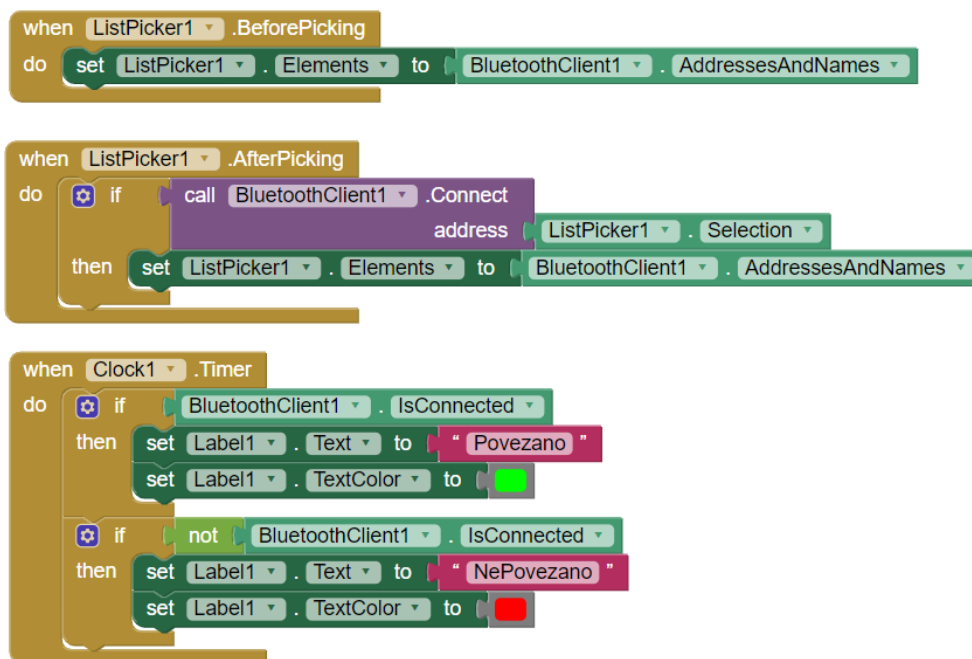 when ListPicker1 .BeforePicking
do set ListPicker1 . Elements to BluetoothClient1 . AddressesAndNames
when ListPicker1 .AfterPicking
do if call BluetoothClient1 .Connect
address ListPicker1 . Selection
then set ListPicker1 . Elements to BluetoothClient1 . AddressesAndNames
when Clock1 .Timer
do if BluetoothClient1 . IsConnected
then set Label1 . Text to “ Povezano ”
set Label1 . TextColor to
if not BluetoothClient1 . IsConnected
then set Label1 . Text to “ NePovezano ”
set Label1 . TextColor to